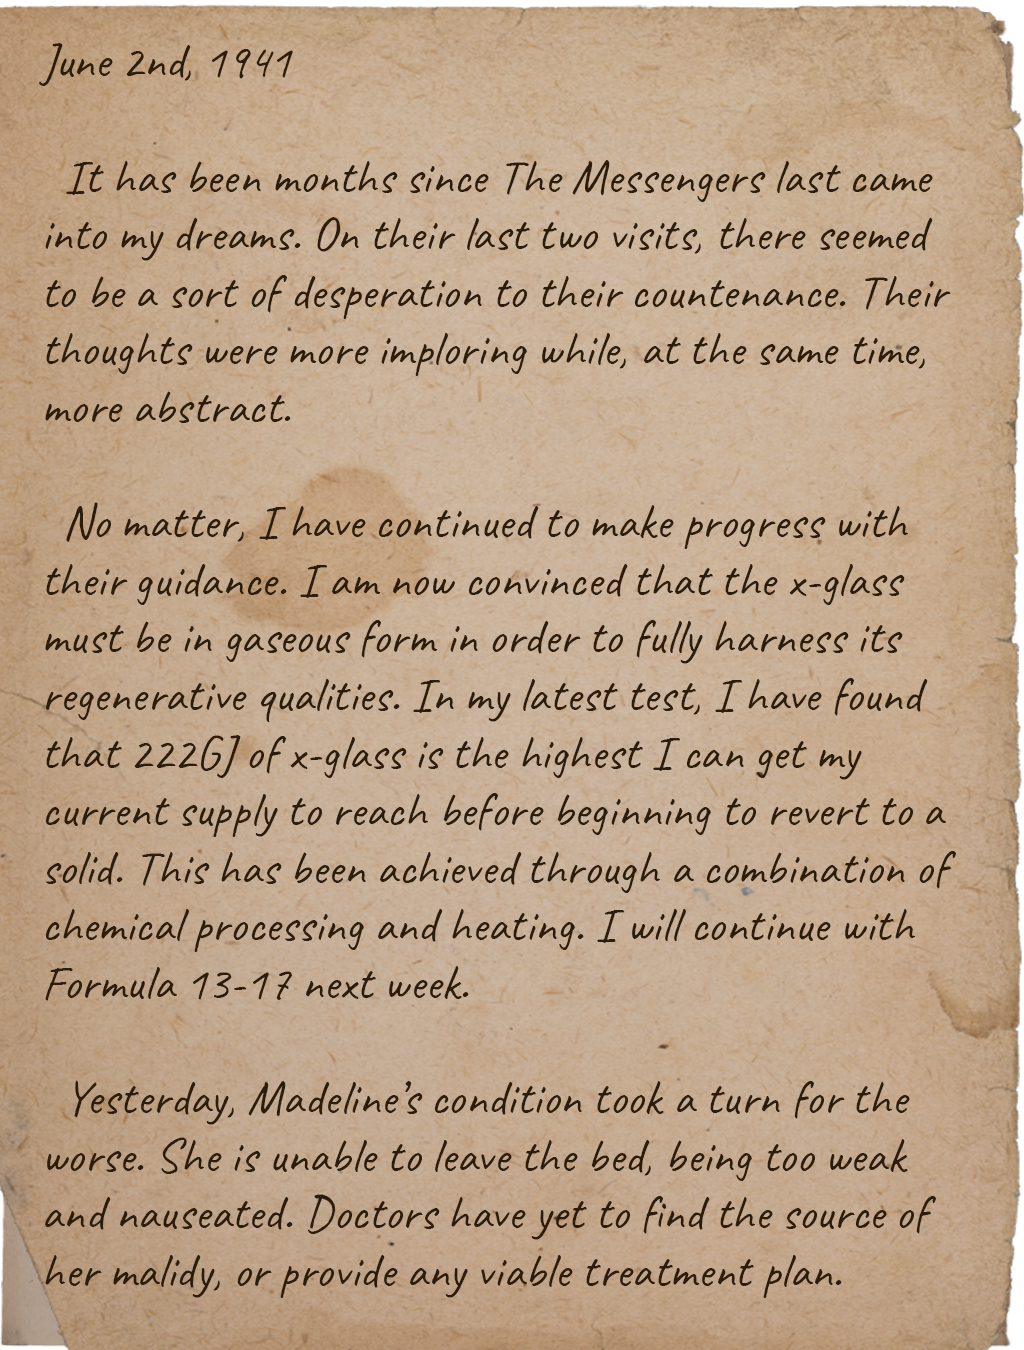 June 2nd, 1941
It has been months since The Messengers last came
into my dreams. On their last two visits, there seemed
to be a sort of desperation to their countenance. Their
thoughts were more imploring while, at the same time,
more abstract.
No matter, I have continued to make progress with
their guidance. I am now convinced that the x-glass
must be in gaseous form in order to fully harness its
regenerative qualities. In my latest test, I have found
that 222GJ of x-glass is the highest I can get my
current supply to reach before beginning to revert to a
solid. This has been achieved through a combination of
chemical processing and heating. I will continue with
Formula 13-17 next week.
Yesterday, Madeline's condition took a turn for the
worse. She is unable to leave the bed, being too weak
and nauseated. Doctors have yet to find the source of
her malidy, or provide any viable treatment plan.